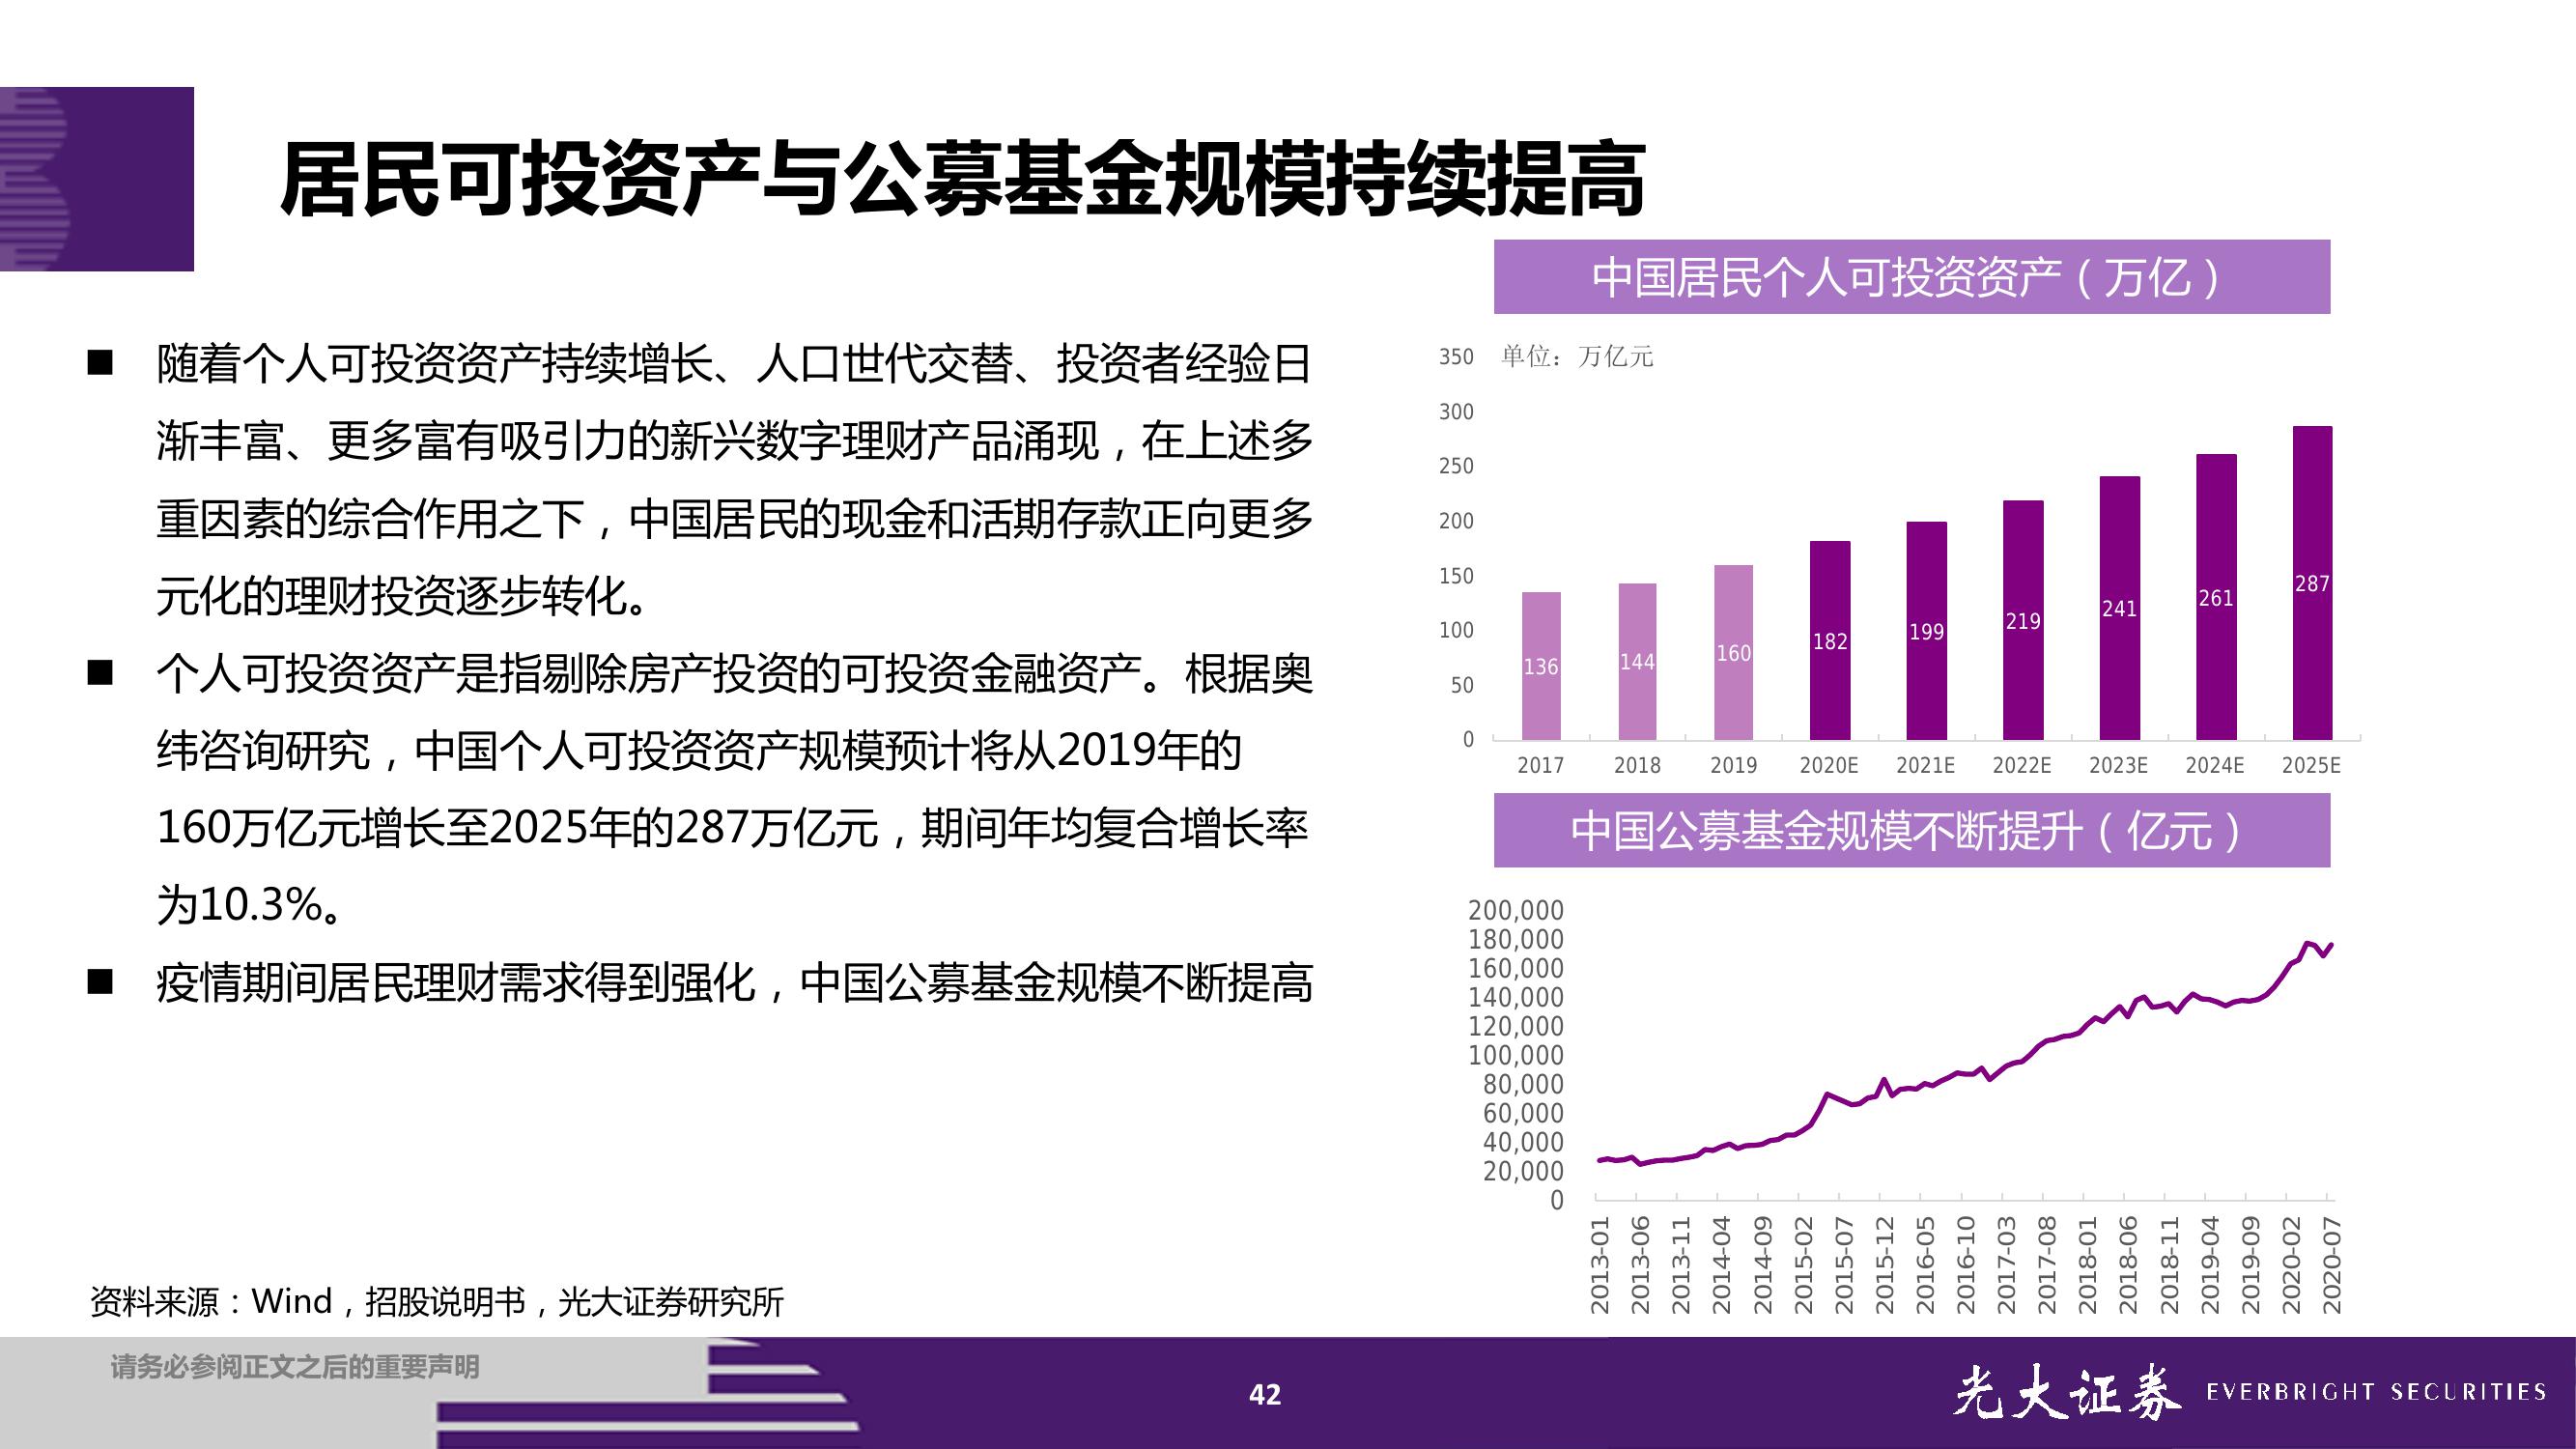 居民可投资产与公募基金规模持续提高
随着个人可投资资产持续增长、人口世代交替、投资者经验日
渐丰富、更多富有吸引力的新兴数字理财产品涌现，在上述多
重因素的综合作用之下，中国居民的现金和活期存款正向更多
元化的理财投资逐步转化。
个人可投资资产是指剔除房产投资的可投资金融资产。根据奥
纬咨询研究，中国个人可投资资产规模预计将从2019年的
160万亿元增长至2025年的287万亿元，期间年均复合增长率
为10.3%。
疫情期间居民理财需求得到强化，中国公募基金规模不断提高
中国居民个人可投资资产（万亿）
单位：万亿元
350
300
250
200
150
100
50
0
136
144
160
182
199
219
241
261
287
2017
2018
2019
2020E
2021E
2022E
2023E
2024E
2025E
中国公募基金规模不断提升（亿元）
200,000
180,000
160,000
140,000
120,000
100,000
80,000
60,000
40,000
20,000
0
2013-01
2013-06
2013-11
2014-04
2014-09
2015-02
2015-07
2015-12
2016-05
2016-10
2017-03
2017-08
2018-01
2018-06
2018-11
2019-04
2019-09
2020-02
2020-07
资料来源：Wind，招股说明书，光大证券研究所
请务必参阅正文之后的重要声明
42
光大证券 EVERBRIGHT SECURITIES